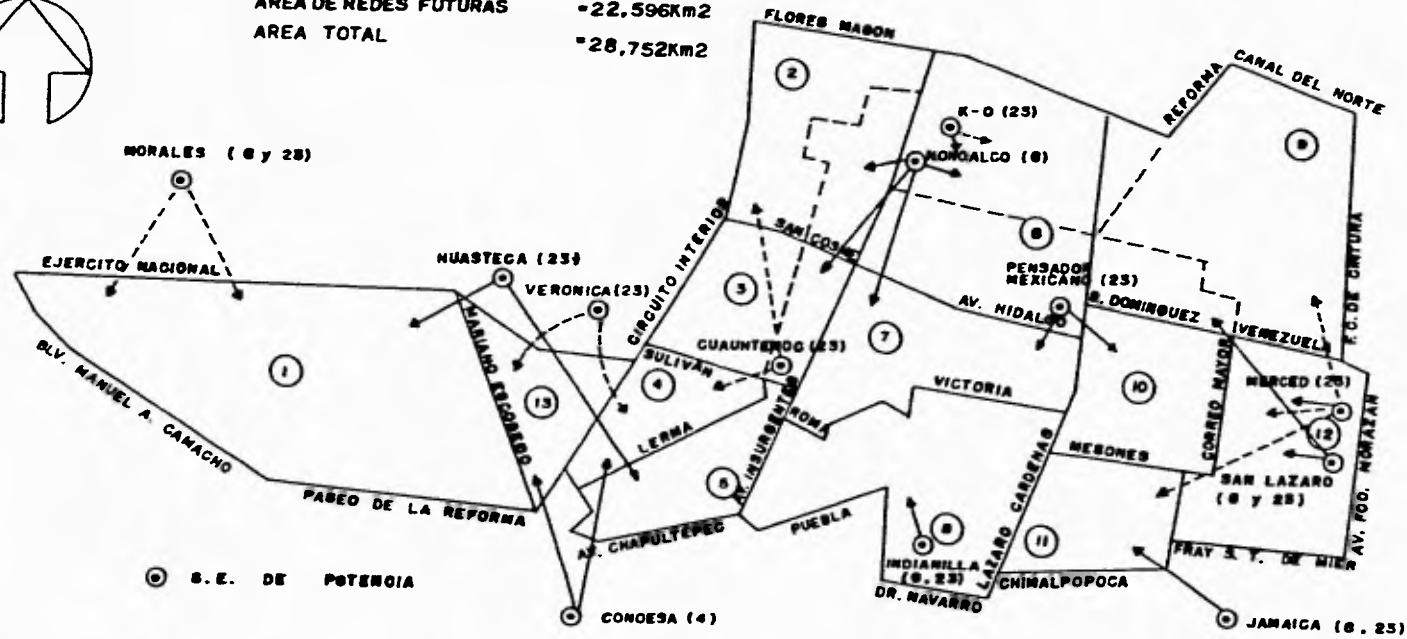 AREA DE REDES FUTURAS =22,596Km2
AREA TOTAL =28,752Km2
FLORES MAGON
CANAL DEL NORTE
REFORMA
2
K-O (23)
9
MORALES ( 6 y 23)
NONOALCO (6)
CIRCUITO INTERIOR
SAN COSME
6
F.C. DE CINTURA
EJERCITO NACIONAL
HUASTECA (23)
VERONICA (23)
3
PENSADOR
MEXICANO (23)
AV. HIDALGO
B. DOMINGUEZ
VENEZUELA
7
CUAUHTEMOC (23)
SULIVAN
4
1
MARIANO ESCOBEDO
13
VICTORIA
10
CORREO MAYOR
MERCED (23)
ROMA
LERMA
12
BLV. MANUEL A. CAMACHO
AV. INSURGENTES
MESONES
SAN LAZARO
(6 y 23)
AV. FCO. MORAZAN
5
LAZARO CARDENAS
PASEO DE LA REFORMA
PUEBLA
AV. CHAPULTEPEC
8
11
FRAY S. T. DE MIER
INDIANILLA
(6, 23)
CHIMALPOPOCA
DR. NAVARRO
S.E. DE POTENCIA
CONDESA (4)
JAMAICA (6, 23)